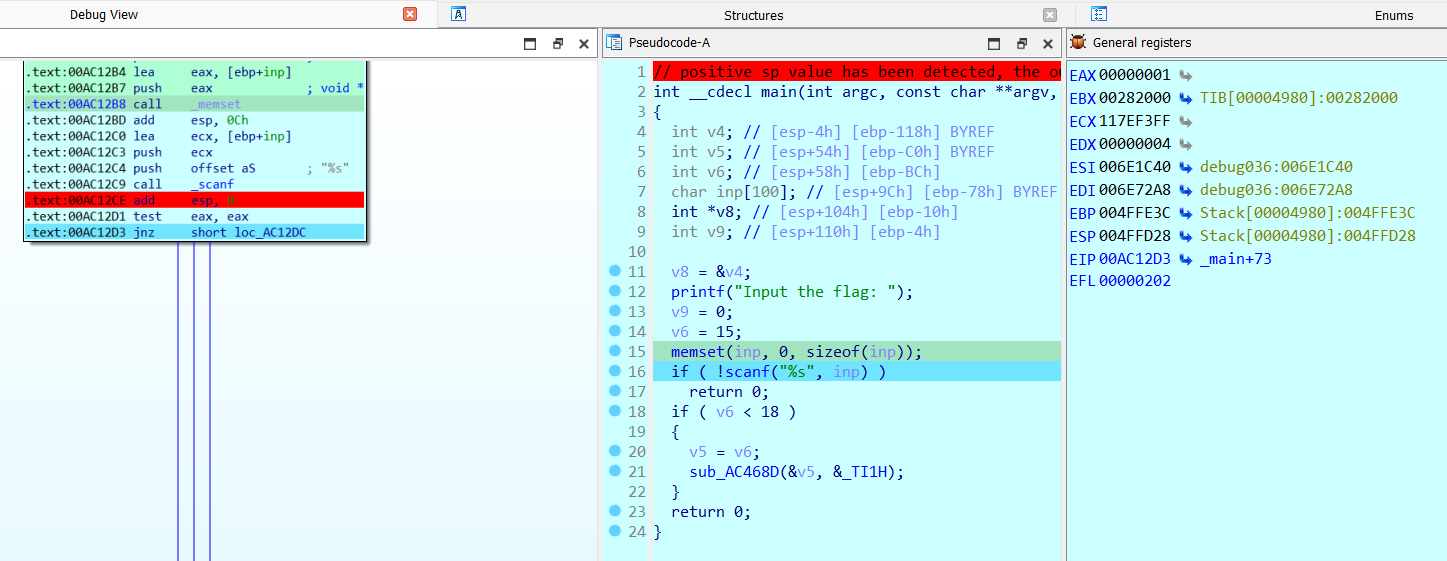 Debug View
Structures
Enums
.text:00AC12B4 lea eax, [ebp+inp]
.text:00AC12B7 push eax ; void *
.text:00AC12B8 call _memset
.text:00AC12BD add esp, 0Ch
.text:00AC12C0 lea ecx, [ebp+inp]
.text:00AC12C3 push ecx
.text:00AC12C4 push offset aS ; "%s"
.text:00AC12C9 call _scanf
.text:00AC12CE add esp, 8
.text:00AC12D1 test eax, eax
.text:00AC12D3 jnz short loc_AC12DC
Pseudocode-A
1 // positive sp value has been detected, the
2 int __cdecl main(int argc, const char **argv,
3 {
4 int v4; // [esp-4h] [ebp-118h] BYREF
5 int v5; // [esp+54h] [ebp-C0h] BYREF
6 int v6; // [esp+58h] [ebp-BCh]
7 char inp[100]; // [esp+9Ch] [ebp-78h] BYREF
8 int *v8; // [esp+104h] [ebp-10h]
9 int v9; // [esp+110h] [ebp-4h]
10
11 v8 = &v4;
12 printf("Input the flag: ");
13 v9 = 0;
14 v6 = 15;
15 memset(inp, 0, sizeof(inp));
16 if ( !scanf("%s", inp) )
17 return 0;
18 if ( v6 < 18 )
19 {
20 v5 = v6;
21 sub_AC468D(&v5, &_TI1H);
22 }
23 return 0;
24 }
General registers
EAX 00000001
EBX 00282000 TIB[00004980]:00282000
ECX 117EF3FF
EDX 00000004
ESI 006E1C40 debug036:006E1C40
EDI 006E72A8 debug036:006E72A8
EBP 004FFE3C Stack[00004980]:004FFE3C
ESP 004FFD28 Stack[00004980]:004FFD28
EIP 00AC12D3 _main+73
EFL 00000202